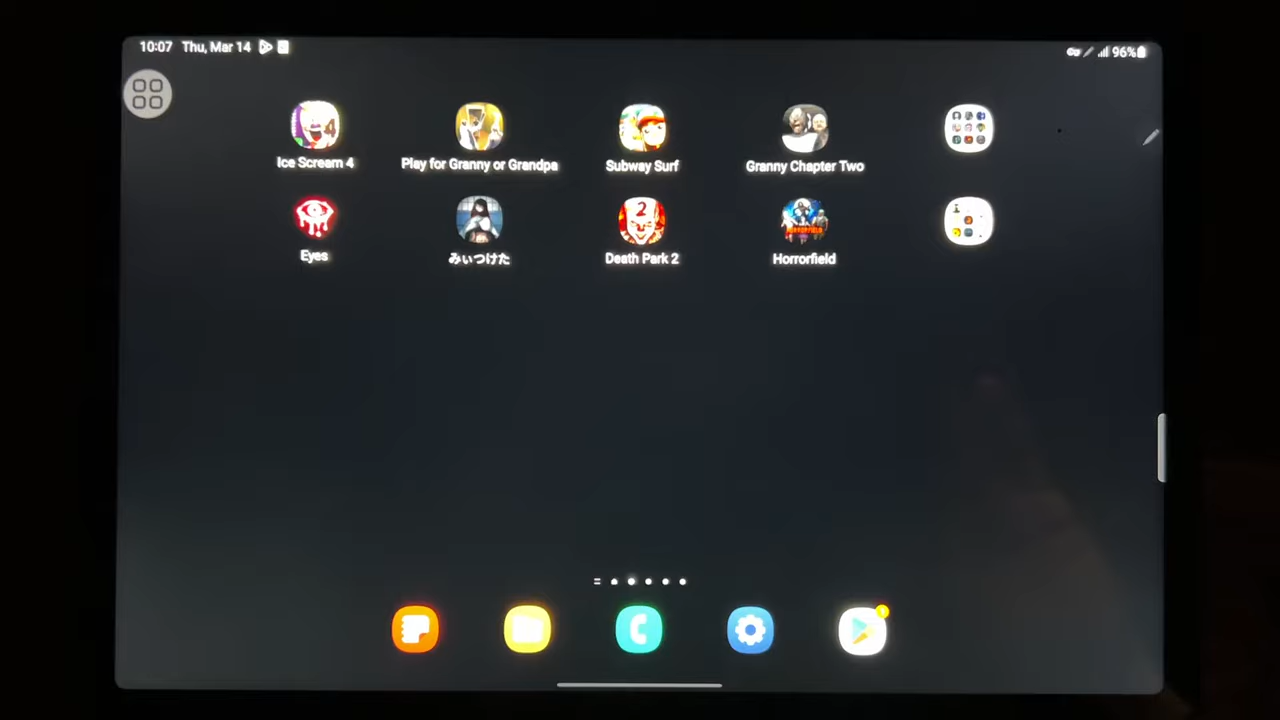 10:07 Thu, Mar 14
96%
Ice Scream 4
Play for Granny or Grandpa
Subway Surf
Granny Chapter Two
Eyes
みぃつけた
Death Park 2
Horrorfield